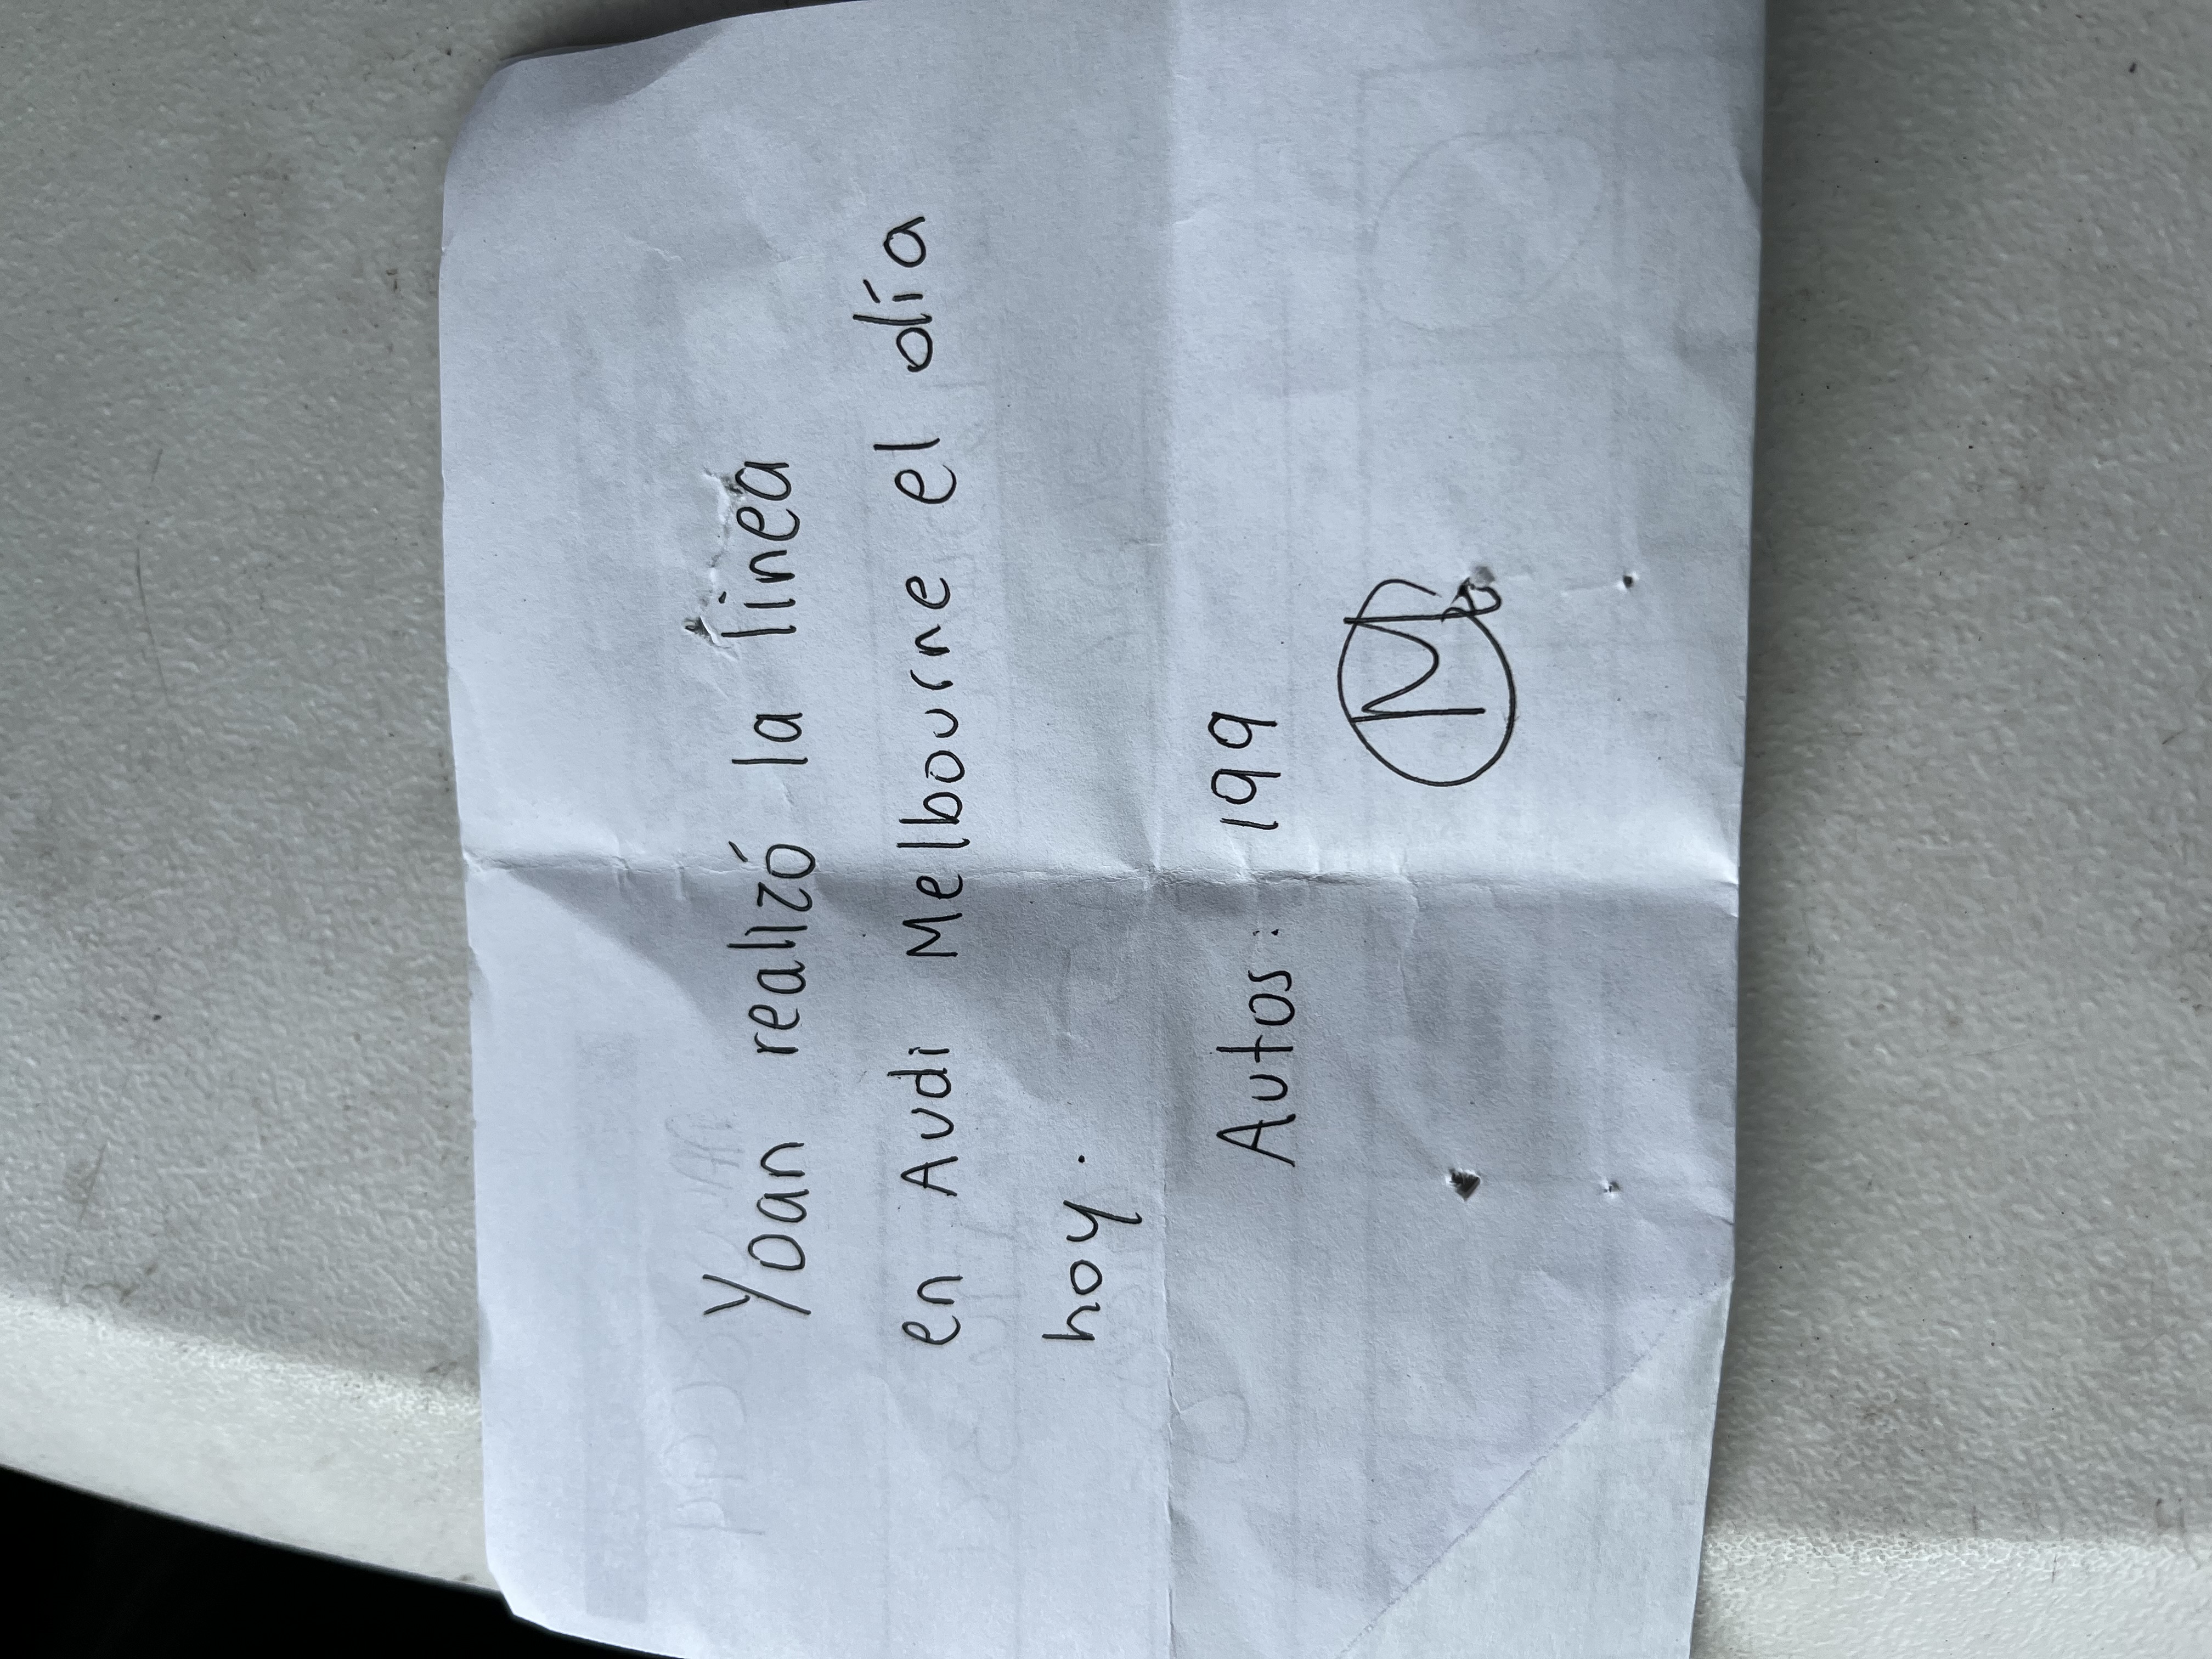 Yoan realizó la línea
en Audi Melbourne el día
hoy.
Autos: 199